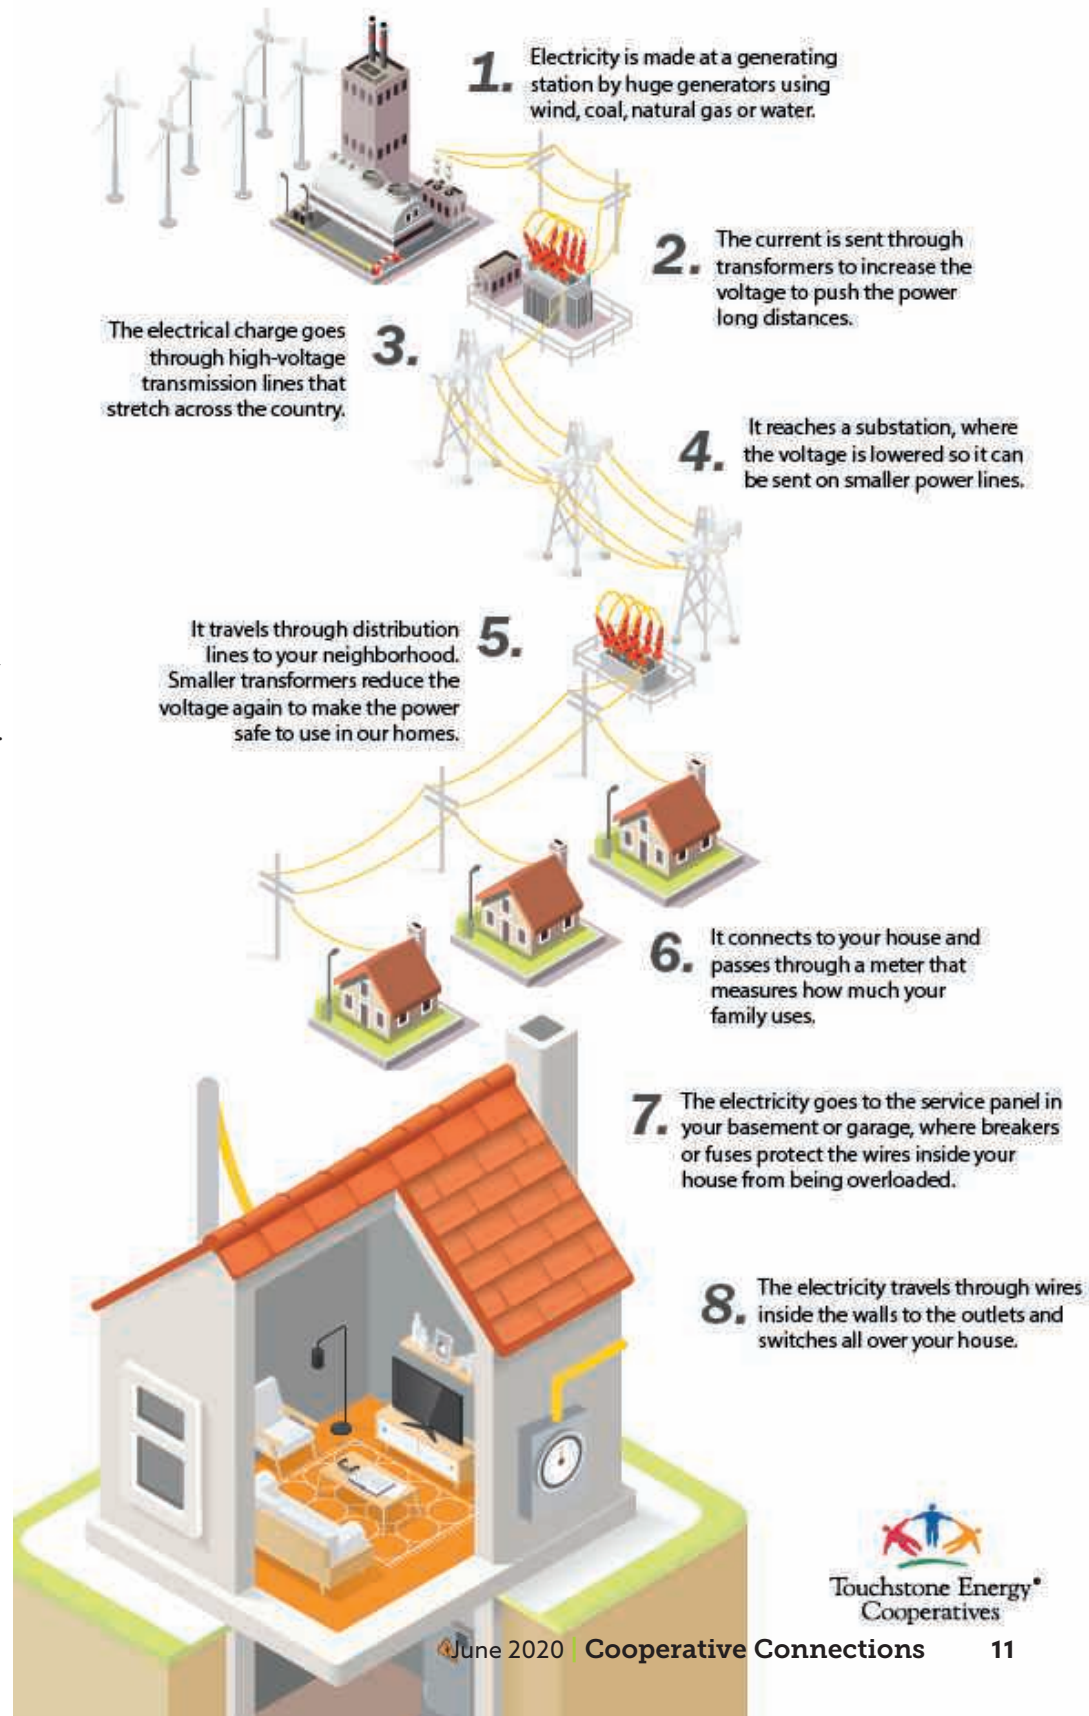 1. Electricity is made at a generating
station by huge generators using
wind, coal, natural gas or water.
2. The current is sent through
transformers to increase the
voltage to push the power
long distances.
3. The electrical charge goes
through high-voltage
transmission lines that
stretch across the country.
4. It reaches a substation, where
the voltage is lowered so it can
be sent on smaller power lines.
5. It travels through distribution
lines to your neighborhood.
Smaller transformers reduce the
voltage again to make the power
safe to use in our homes.
6. It connects to your house and
passes through a meter that
measures how much your
family uses.
7. The electricity goes to the service panel in
your basement or garage, where breakers
or fuses protect the wires inside your
house from being overloaded.
8. The electricity travels through wires
inside the walls to the outlets and
switches all over your house.
Touchstone Energy®
Cooperatives
June 2020 | Cooperative Connections 11